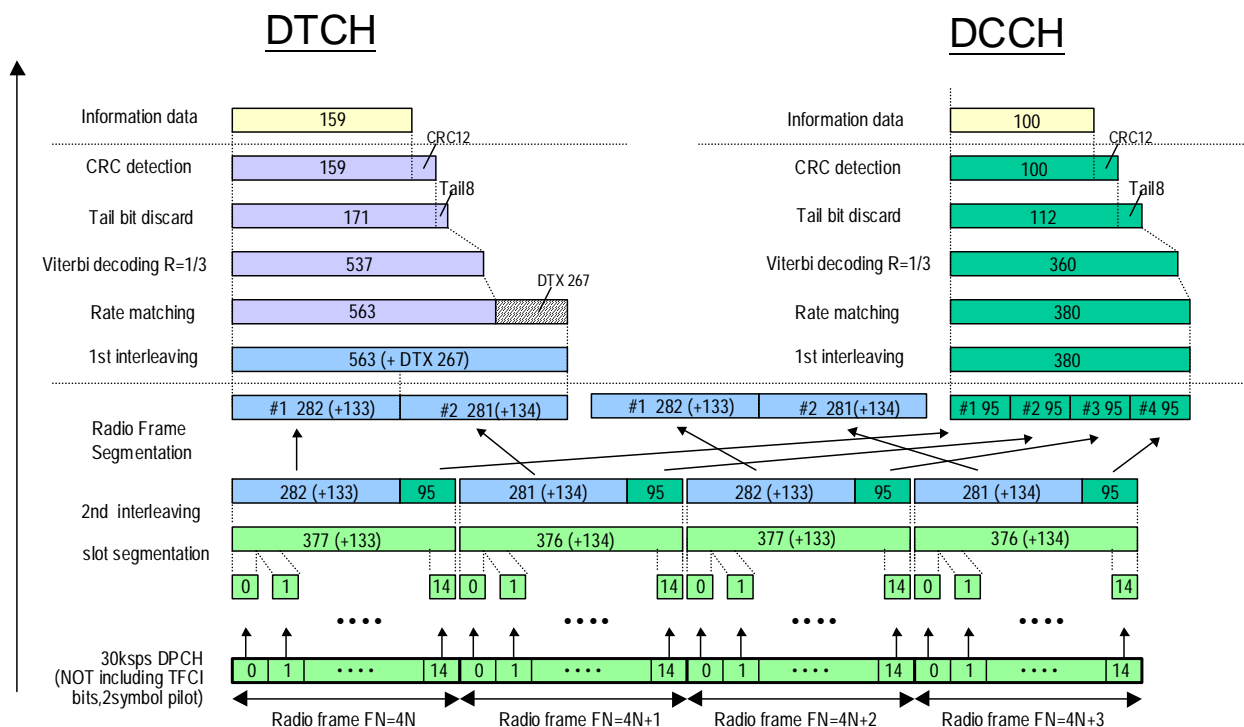 DTCH
DCCH
Information data
159
Information data
100
CRC12
CRC12
CRC detection
159
CRC detection
100
Tail8
Tail8
Tail bit discard
171
Tail bit discard
112
Viterbi decoding R=1/3
537
Viterbi decoding R=1/3
360
DTX 267
Rate matching
563
Rate matching
380
1st interleaving
563 (+ DTX 267)
1st interleaving
380
#1 282 (+133)
#2 281(+134)
#1 282 (+133)
#2 281(+134)
#1 95
#2 95
#3 95
#4 95
Radio Frame
Segmentation
282 (+133)
95
281 (+134)
95
282 (+133)
95
281 (+134)
95
2nd interleaving
slot segmentation
377 (+133)
376 (+134)
377 (+133)
376 (+134)
0 1 14 0 1 14 0 1 14 0 1 14
•••• •••• •••• ••••
30ksps DPCH
(NOT including TFCI
bits,2symbol pilot)
0 1 •••• 14 0 1 •••• 14 0 1 •••• 14 0 1 •••• 14
Radio frame FN=4N
Radio frame FN=4N+1
Radio frame FN=4N+2
Radio frame FN=4N+3